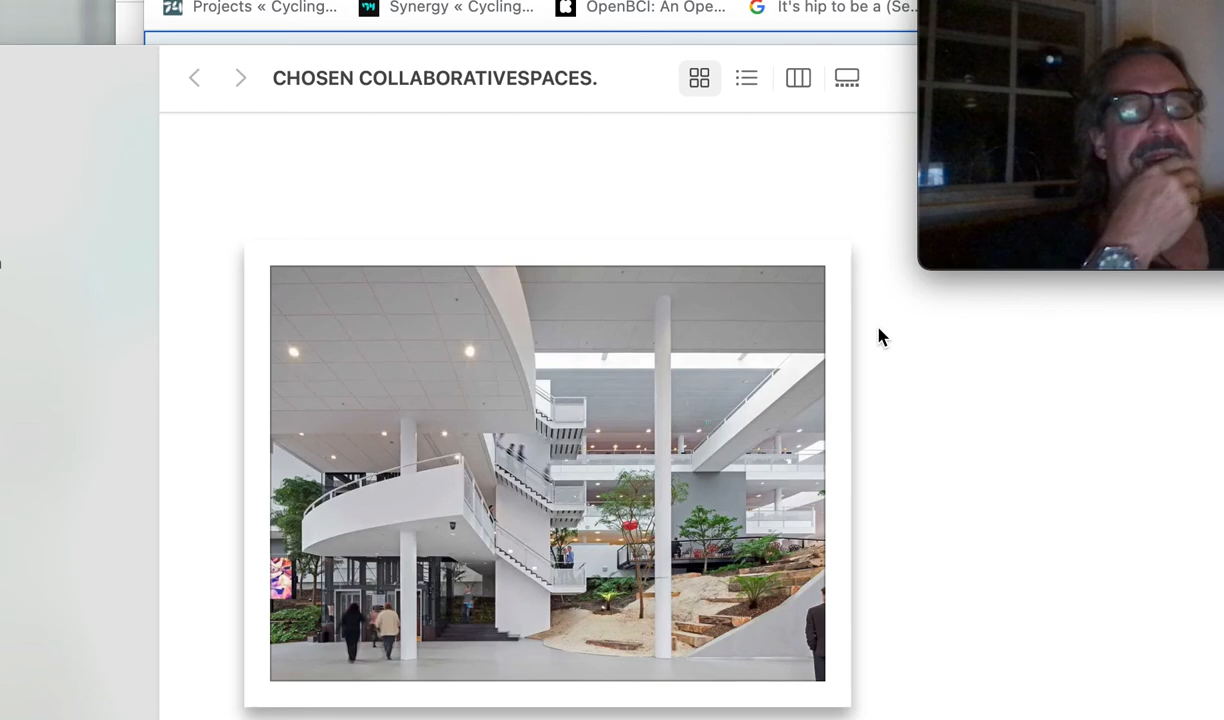 Projects « Cycling...
Synergy « Cycling...
OpenBCI: An Ope...
It's hip to be a (Se...
CHOSEN COLLABORATIVESPACES.